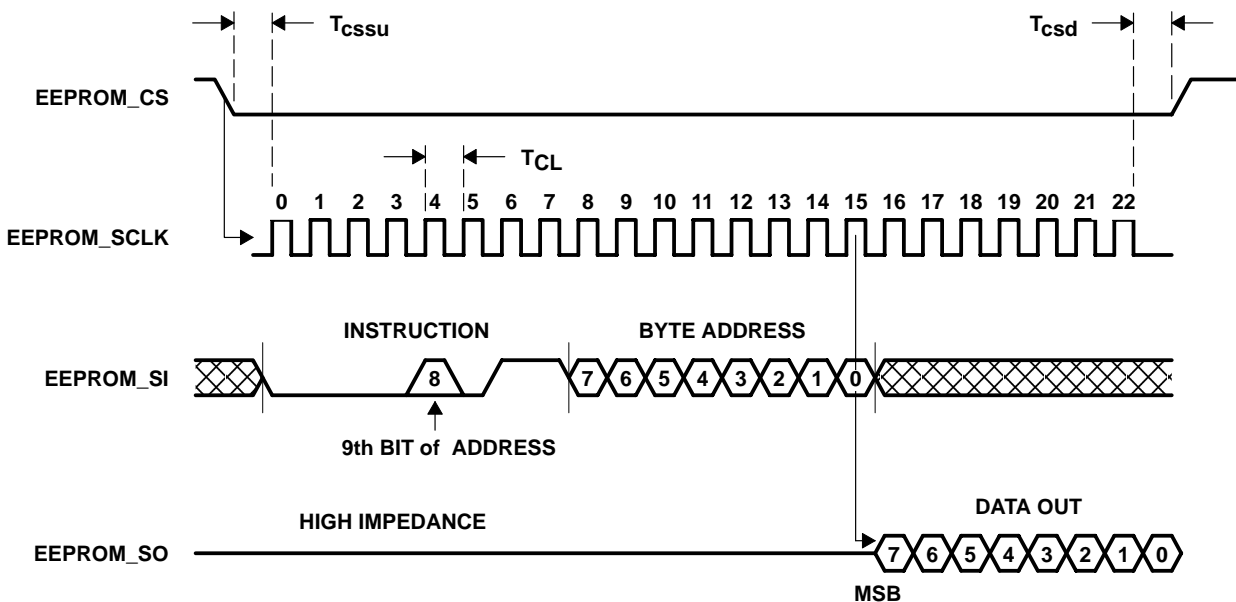 Tcssu
Tcsd
EEPROM_CS
TCL
0 1 2 3 4 5 6 7 8 9 10 11 12 13 14 15 16 17 18 19 20 21 22
EEPROM_SCLK
INSTRUCTION
BYTE ADDRESS
EEPROM_SI
8
7 6 5 4 3 2 1 0
9th BIT of ADDRESS
HIGH IMPEDANCE
DATA OUT
EEPROM_SO
7 6 5 4 3 2 1 0
MSB